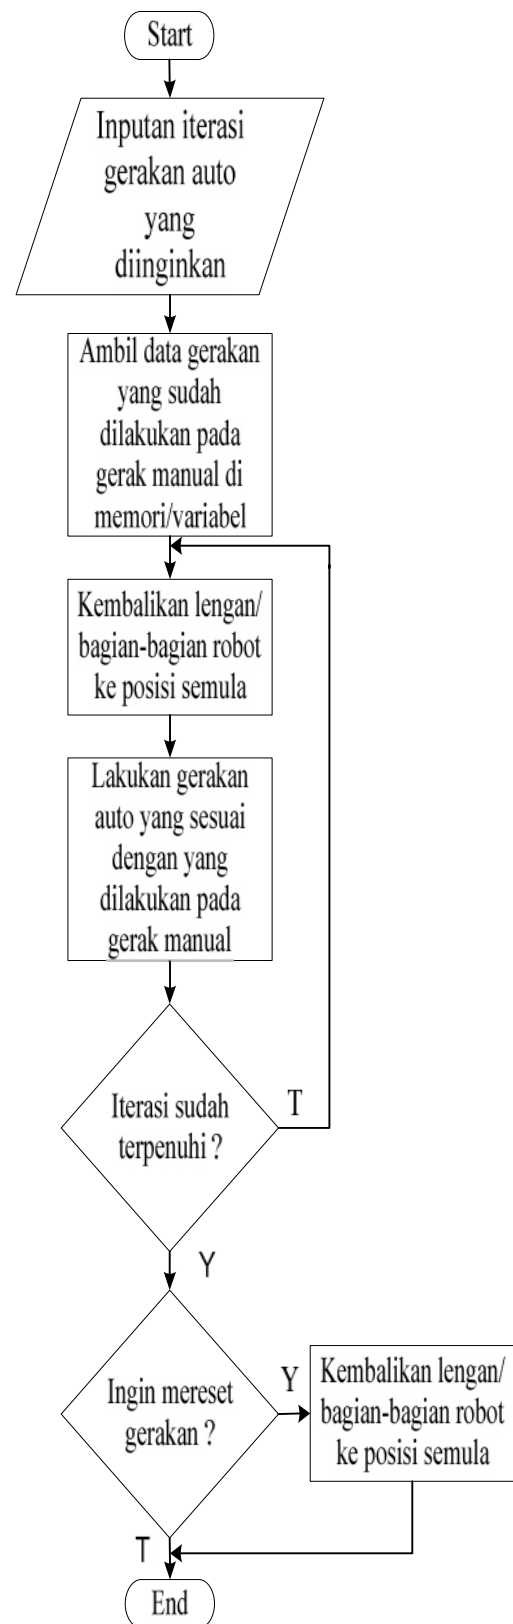 Start
Inputan iterasi
gerakan auto
yang
diinginkan
Ambil data gerakan
yang sudah
dilakukan pada
gerak manual di
memori/variabel
Kembalikan lengan/
bagian-bagian robot
ke posisi semula
Lakukan gerakan
auto yang sesuai
dengan yang
dilakukan pada
gerak manual
Iterasi sudah
terpenuhi ?
T
Y
Ingin mereset
gerakan ?
Y
Kembalikan lengan/
bagian-bagian robot
ke posisi semula
T
End